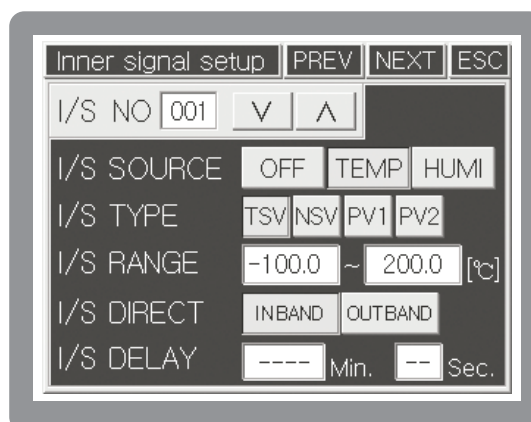 Inner signal setup PREV NEXT ESC
I/S NO 001 ∨ ∧
I/S SOURCE OFF TEMP HUMI
I/S TYPE TSV NSV PV1 PV2
I/S RANGE -100.0 ~ 200.0 [℃]
I/S DIRECT INBAND OUTBAND
I/S DELAY ---- Min. -- Sec.